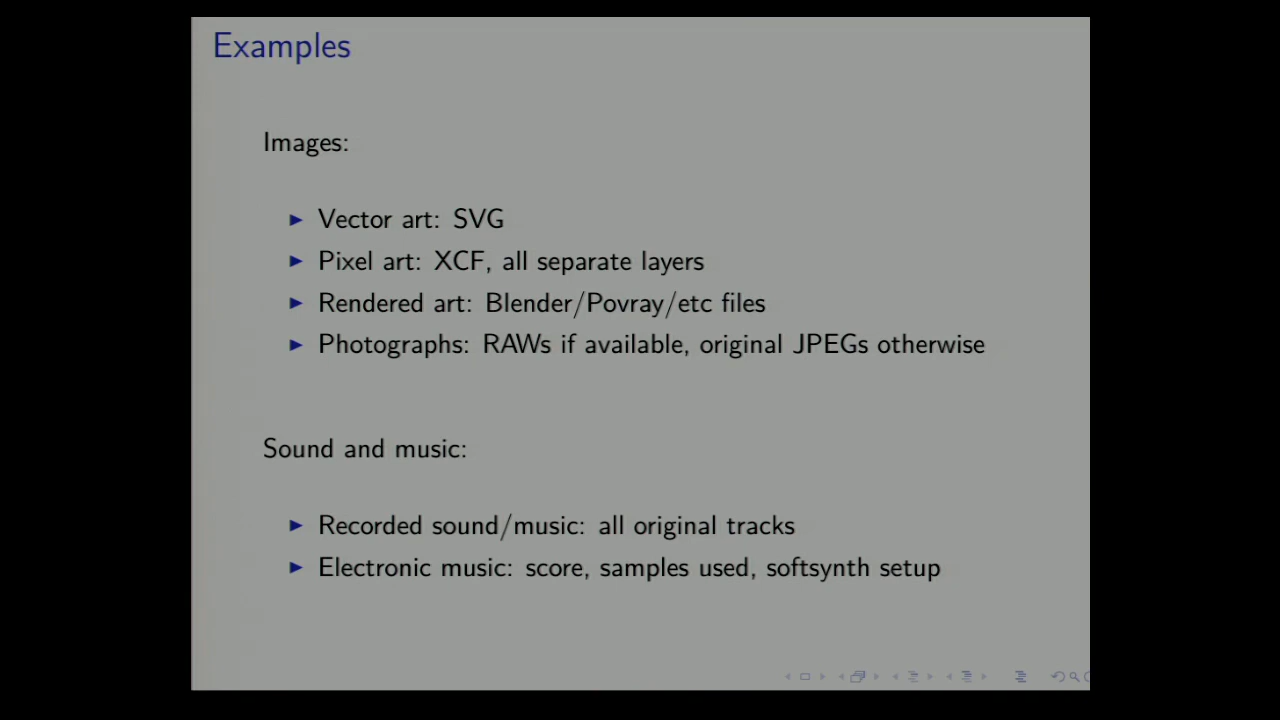 Examples
Images:
Vector art: SVG
Pixel art: XCF, all separate layers
Rendered art: Blender/Povray/etc files
Photographs: RAWs if available, original JPEGs otherwise
Sound and music:
Recorded sound/music: all original tracks
Electronic music: score, samples used, softsynth setup